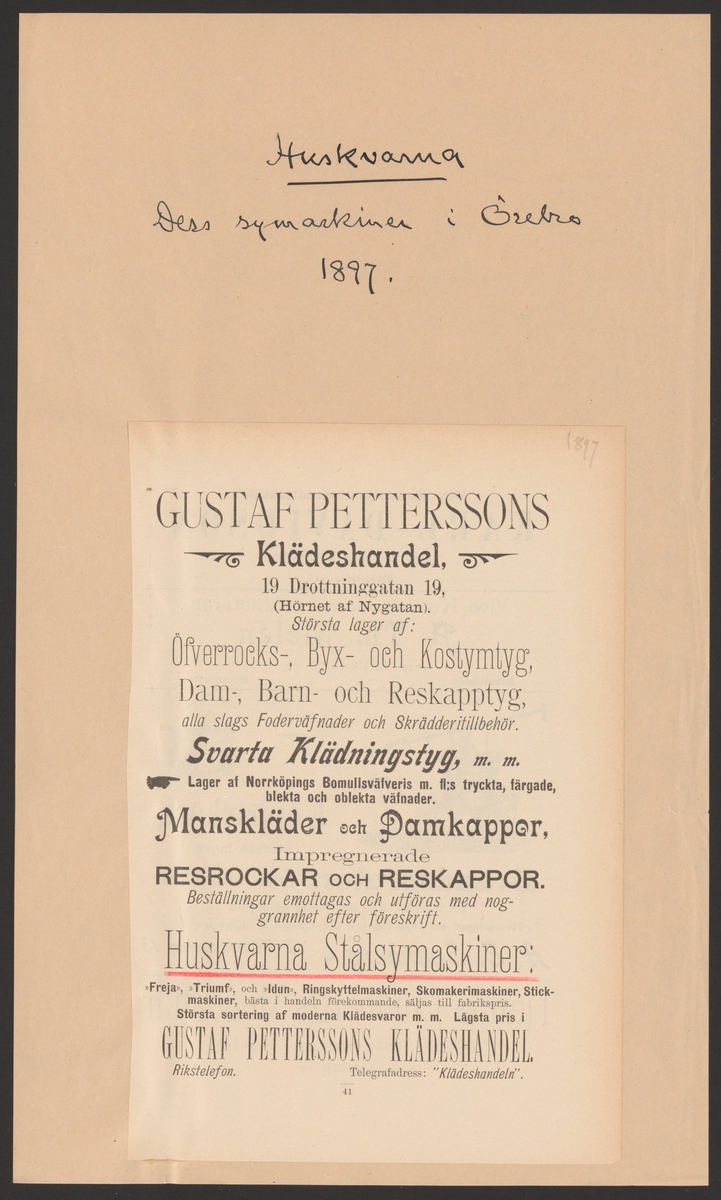 Huskvarna
Dess symaskiner i Örebro
1897.
1897
GUSTAF PETTERSSONS
Klädeshandel,
19 Drottninggatan 19,
(Hörnet af Nygatan).
Största lager af:
Öfverrocks-, Byx- och Kostymtyg,
Dam-, Barn- och Reskapptyg,
alla slags Foderväfnader och Skrädderitillbehör.
Svarta Klädningstyg, m. m.
Lager af Norrköpings Bomullsväfveris m. fl:s tryckta, färgade,
blekta och oblekta väfnader.
Manskläder och Damkappor,
Impregnerade
RESROCKAR OCH RESKAPPOR.
Beställningar emottagas och utföras med nog-
grannhet efter föreskrift.
Huskvarna Stålsymaskiner:
»Freja», »Triumf», och »Idun», Ringskyttelmaskiner, Skomakerimaskiner, Stick-
maskiner, bästa i handeln förekommande, säljas till fabrikspris.
Största sortering af moderna Klädesvaror m. m. Lägsta pris i
GUSTAF PETTERSSONS KLÄDESHANDEL.
Rikstelefon. Telegrafadress: "Klädeshandeln".
41